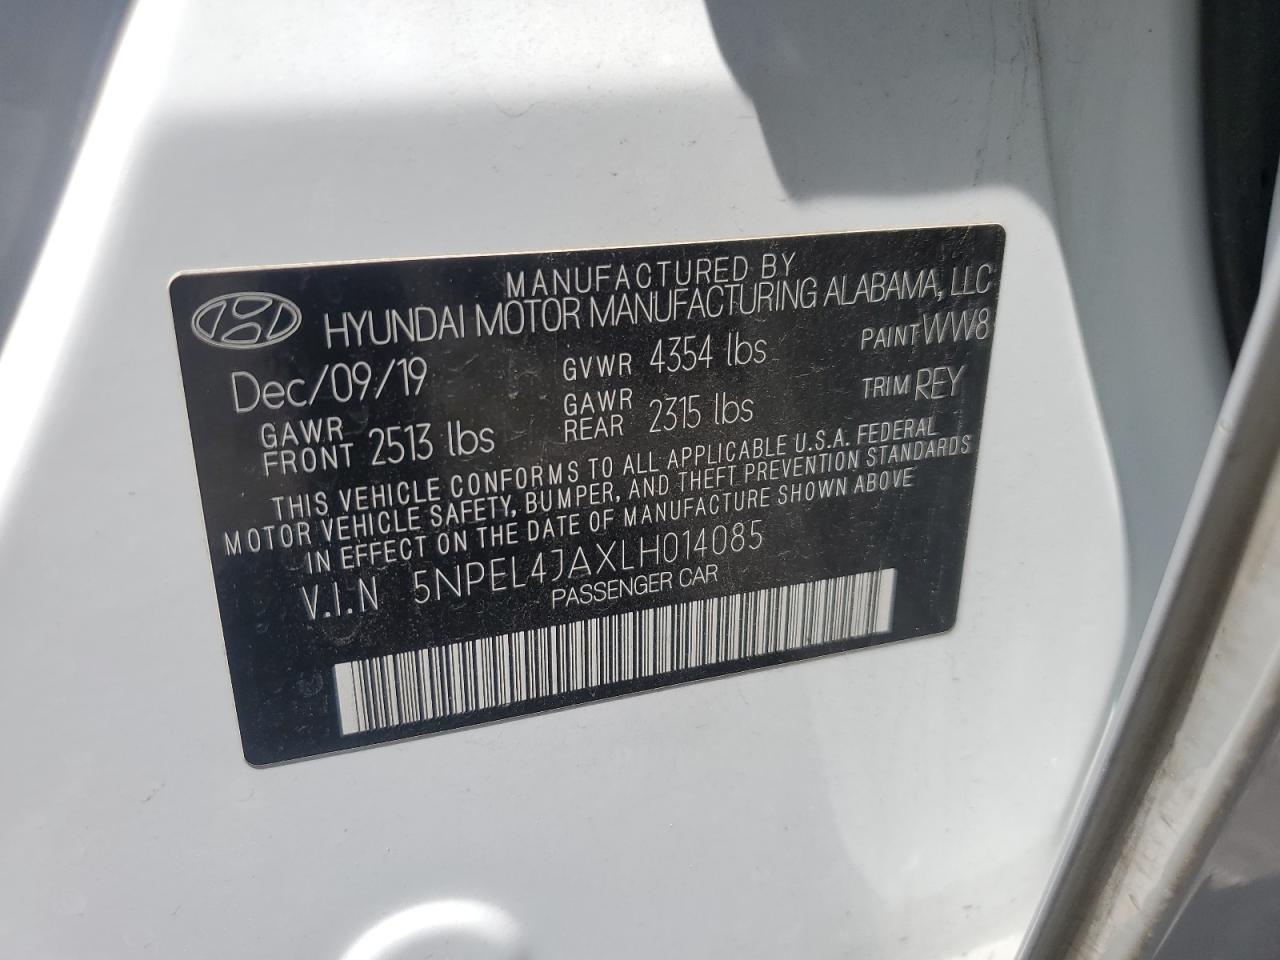 MANUFACTURED BY
HYUNDAI MOTOR MANUFACTURING ALABAMA, LLC
Dec/09/19 GVWR 4354 lbs PAINT WW8
GAWR FRONT 2513 lbs GAWR REAR 2315 lbs TRIM REY
THIS VEHICLE CONFORMS TO ALL APPLICABLE U.S.A. FEDERAL
MOTOR VEHICLE SAFETY, BUMPER, AND THEFT PREVENTION STANDARDS
IN EFFECT ON THE DATE OF MANUFACTURE SHOWN ABOVE
V.I.N 5NPEL4JAXLH014085
PASSENGER CAR